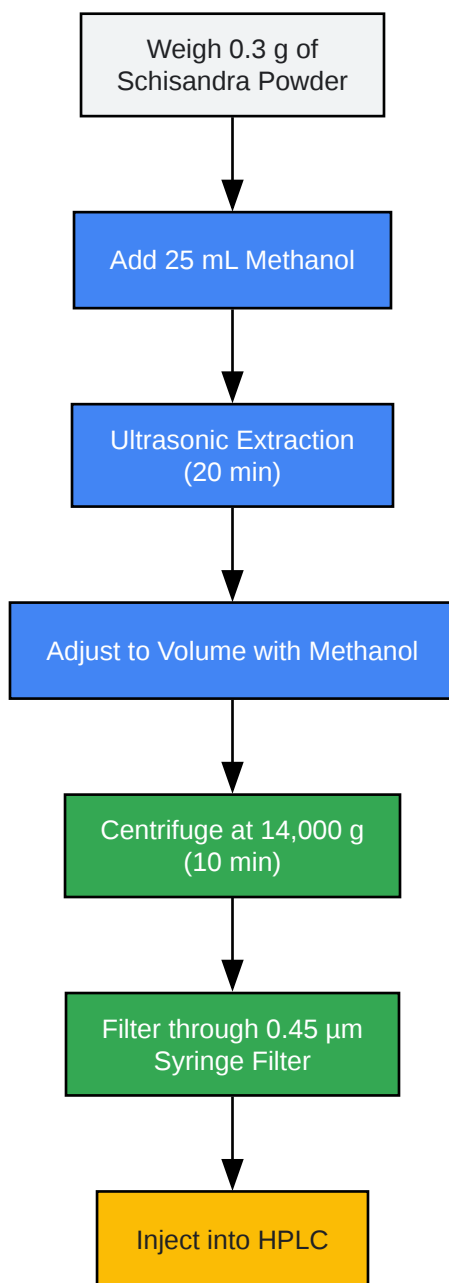 Weigh 0.3 g of
Schisandra Powder
Add 25 mL Methanol
Ultrasonic Extraction
(20 min)
Adjust to Volume with Methanol
Centrifuge at 14,000 g
(10 min)
Filter through 0.45 µm
Syringe Filter
Inject into HPLC